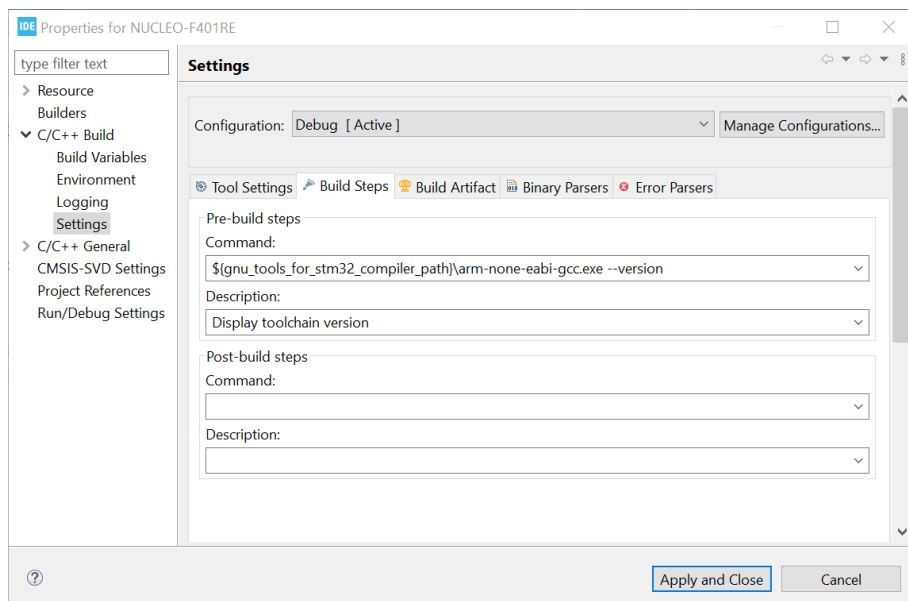 IDE Properties for NUCLEO-F401RE
type filter text
Resource
Builders
C/C++ Build
Build Variables
Environment
Logging
Settings
C/C++ General
CMSIS-SVD Settings
Project References
Run/Debug Settings
Settings
Configuration: Debug [ Active ] Manage Configurations...
Tool Settings Build Steps Build Artifact Binary Parsers Error Parsers
Pre-build steps
Command:
${gnu_tools_for_stm32_compiler_path}\arm-none-eabi-gcc.exe --version
Description:
Display toolchain version
Post-build steps
Command:
Description:
? Apply and Close Cancel